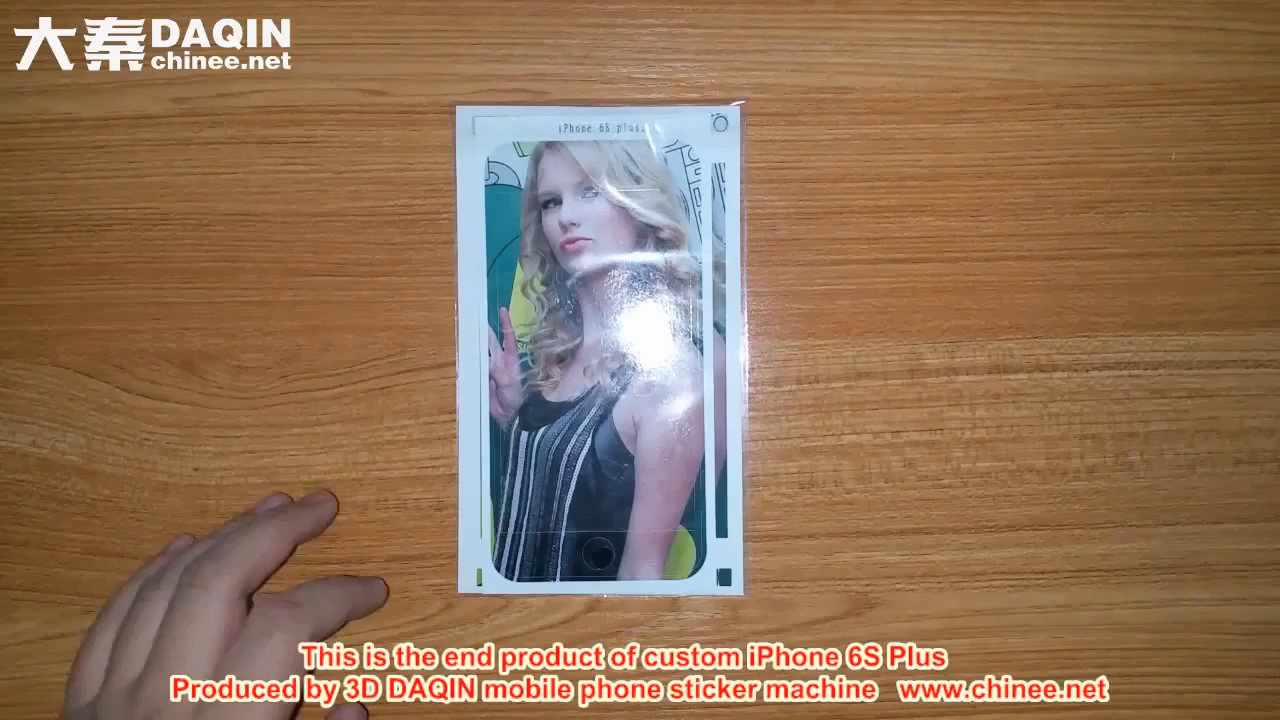 大秦 DAQIN
chinee.net
iPhone 6S plus
This is the end product of custom iPhone 6S Plus
Produced by 3D DAQIN mobile phone sticker machine www.chinee.net